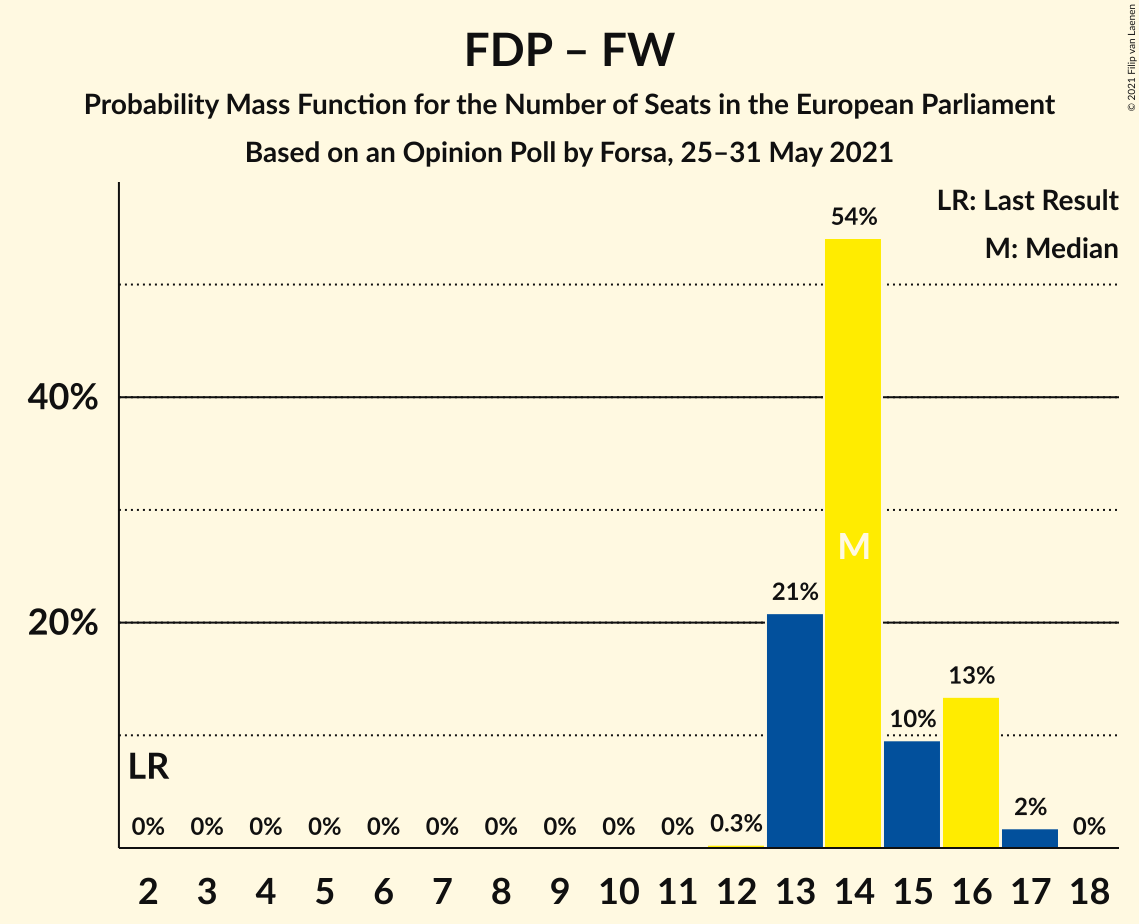 FDP – FW
Probability Mass Function for the Number of Seats in the European Parliament
Based on an Opinion Poll by Forsa, 25–31 May 2021
© 2021 Filip van Laenen
LR: Last Result
M: Median
54%
40%
M
21%
20%
13%
10%
LR
2%
0% 0% 0% 0% 0% 0% 0% 0% 0% 0% 0.3% 0%
2 3 4 5 6 7 8 9 10 11 12 13 14 15 16 17 18